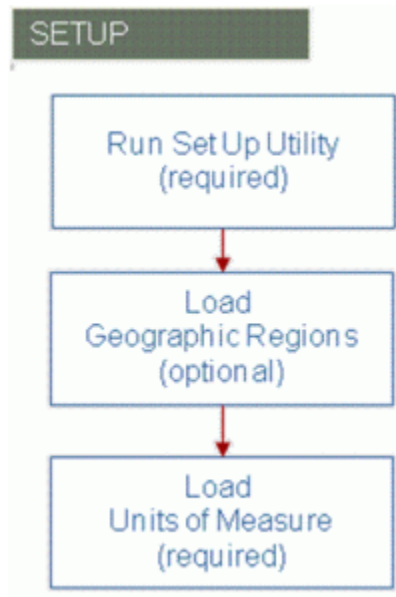 SETUP
Run Set Up Utility
(required)
Load
Geographic Regions
(optional)
Load
Units of Measure
(required)